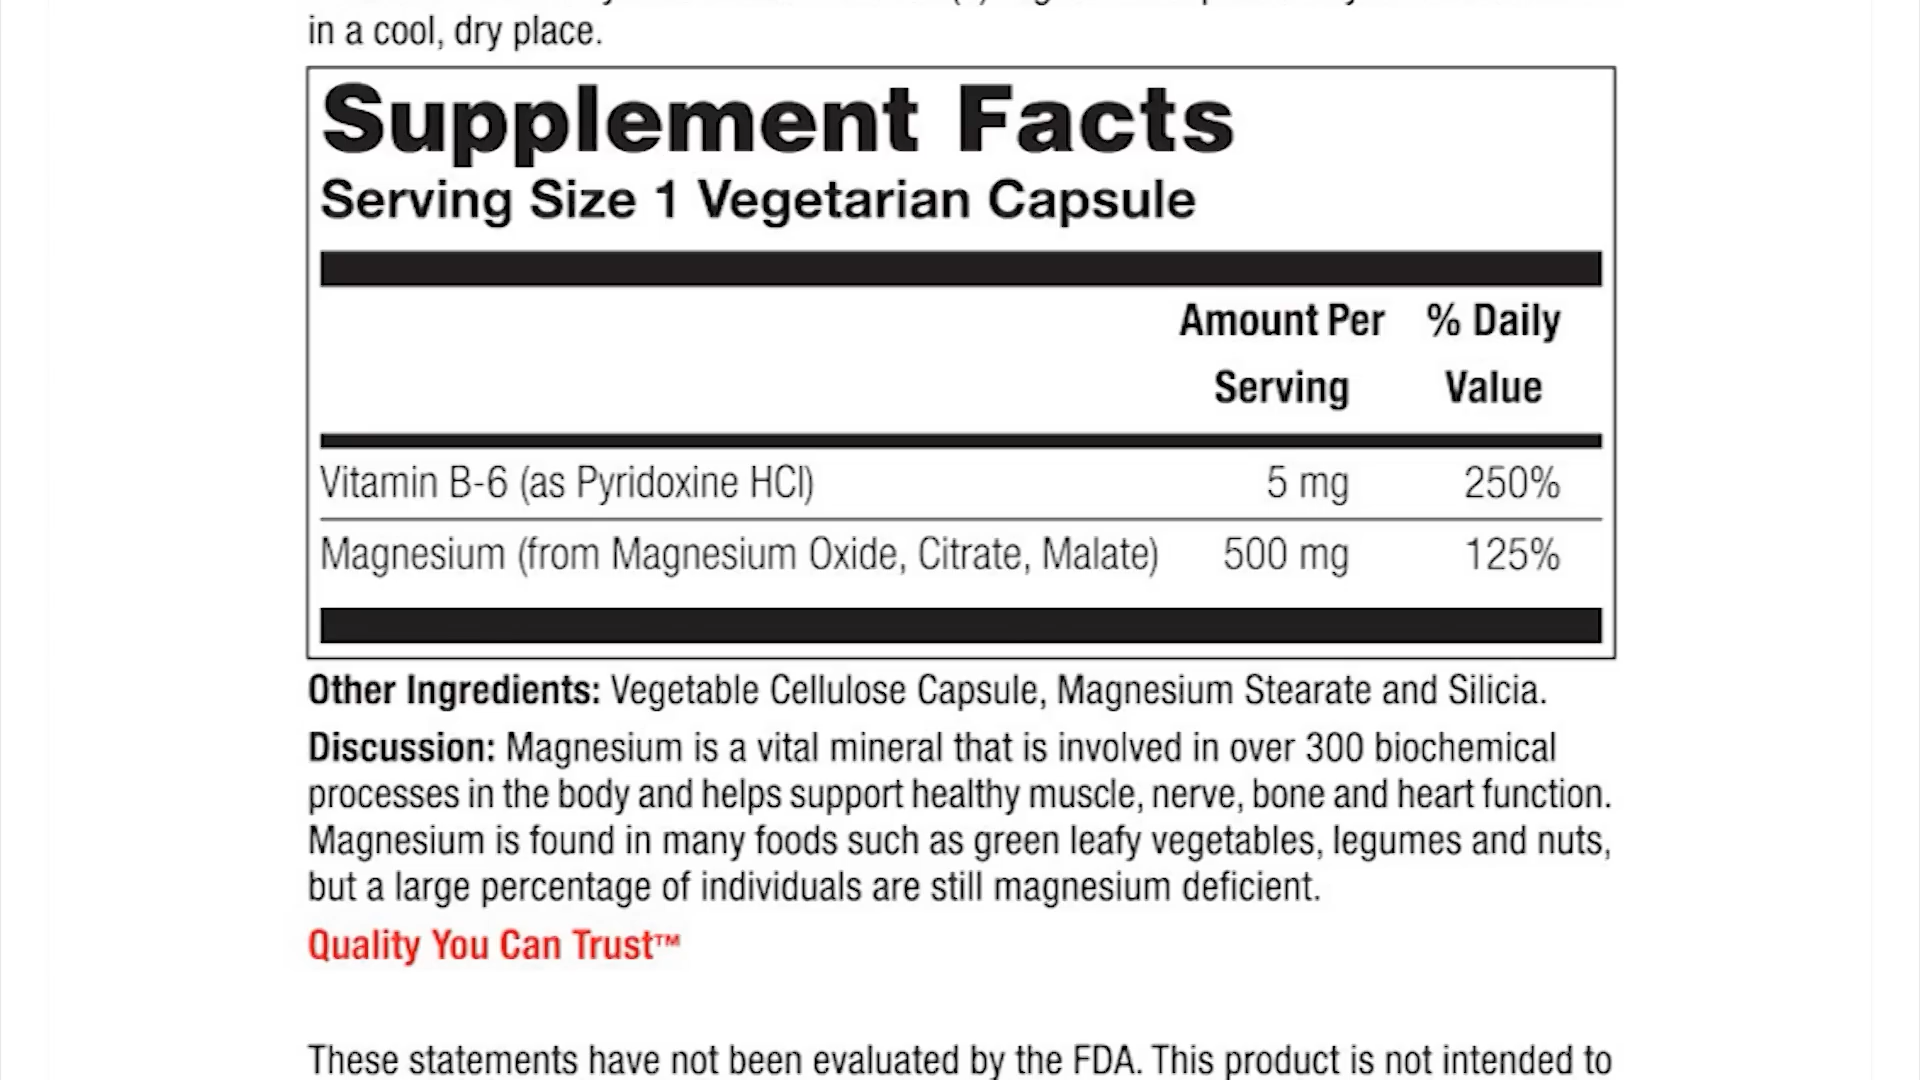 in a cool, dry place.
Supplement Facts
Serving Size 1 Vegetarian Capsule
Amount Per % Daily
Serving Value
Vitamin B-6 (as Pyridoxine HCl) 5 mg 250%
Magnesium (from Magnesium Oxide, Citrate, Malate) 500 mg 125%
Other Ingredients: Vegetable Cellulose Capsule, Magnesium Stearate and Silicia.
Discussion: Magnesium is a vital mineral that is involved in over 300 biochemical
processes in the body and helps support healthy muscle, nerve, bone and heart function.
Magnesium is found in many foods such as green leafy vegetables, legumes and nuts,
but a large percentage of individuals are still magnesium deficient.
Quality You Can Trust™
These statements have not been evaluated by the FDA. This product is not intended to